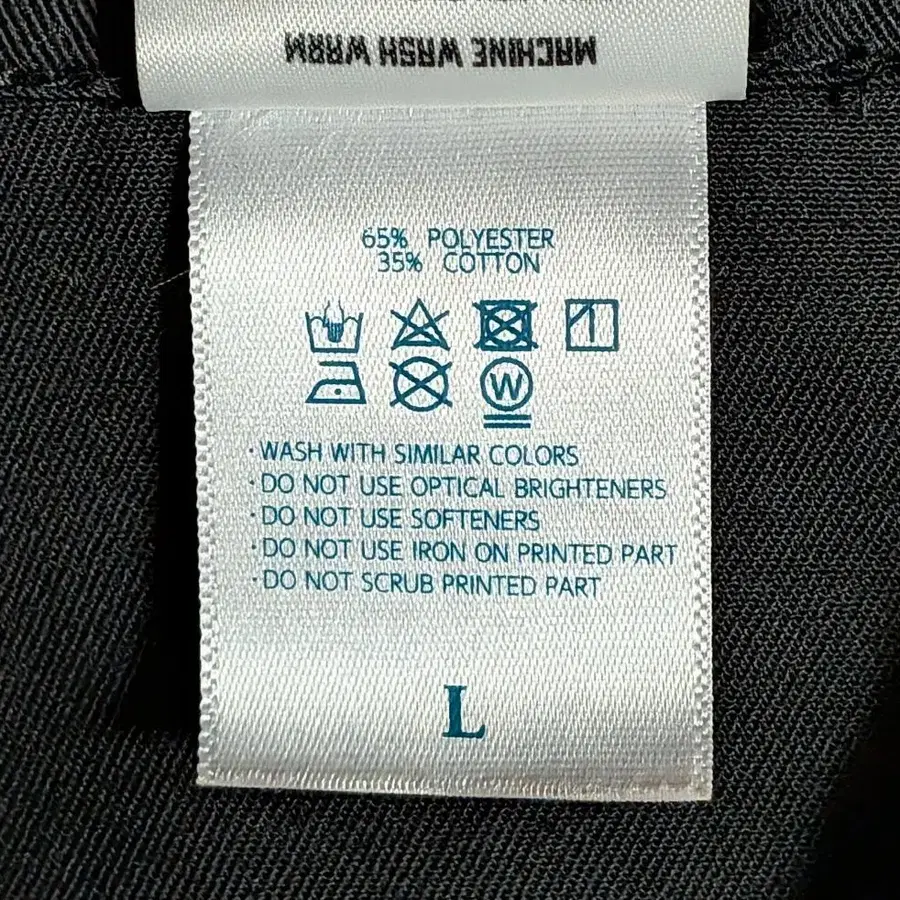 MACHINE WASH WARM
65% POLYESTER
35% COTTON
W
· WASH WITH SIMILAR COLORS
· DO NOT USE OPTICAL BRIGHTENERS
· DO NOT USE SOFTENERS
· DO NOT USE IRON ON PRINTED PART
· DO NOT SCRUB PRINTED PART
L